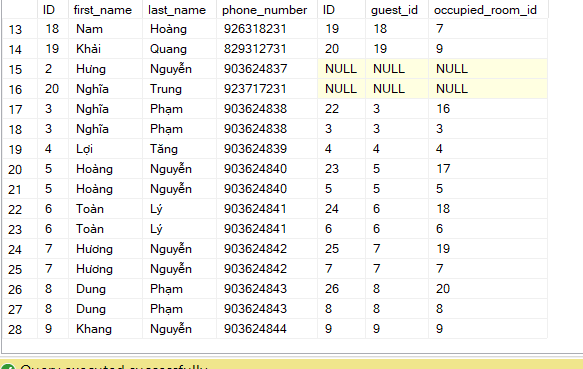 ID first_name last_name phone_number ID guest_id occupied_room_id
13 18 Nam Hoàng 926318231 19 18 7
14 19 Khải Quang 829312731 20 19 9
15 2 Hưng Nguyễn 903624837 NULL NULL NULL
16 20 Nghĩa Trung 923717231 NULL NULL NULL
17 3 Nghĩa Phạm 903624838 22 3 16
18 3 Nghĩa Phạm 903624838 3 3 3
19 4 Lợi Tăng 903624839 4 4 4
20 5 Hoàng Nguyễn 903624840 23 5 17
21 5 Hoàng Nguyễn 903624840 5 5 5
22 6 Toàn Lý 903624841 24 6 18
23 6 Toàn Lý 903624841 6 6 6
24 7 Hương Nguyễn 903624842 25 7 19
25 7 Hương Nguyễn 903624842 7 7 7
26 8 Dung Phạm 903624843 26 8 20
27 8 Dung Phạm 903624843 8 8 8
28 9 Khang Nguyễn 903624844 9 9 9
Query executed successfully